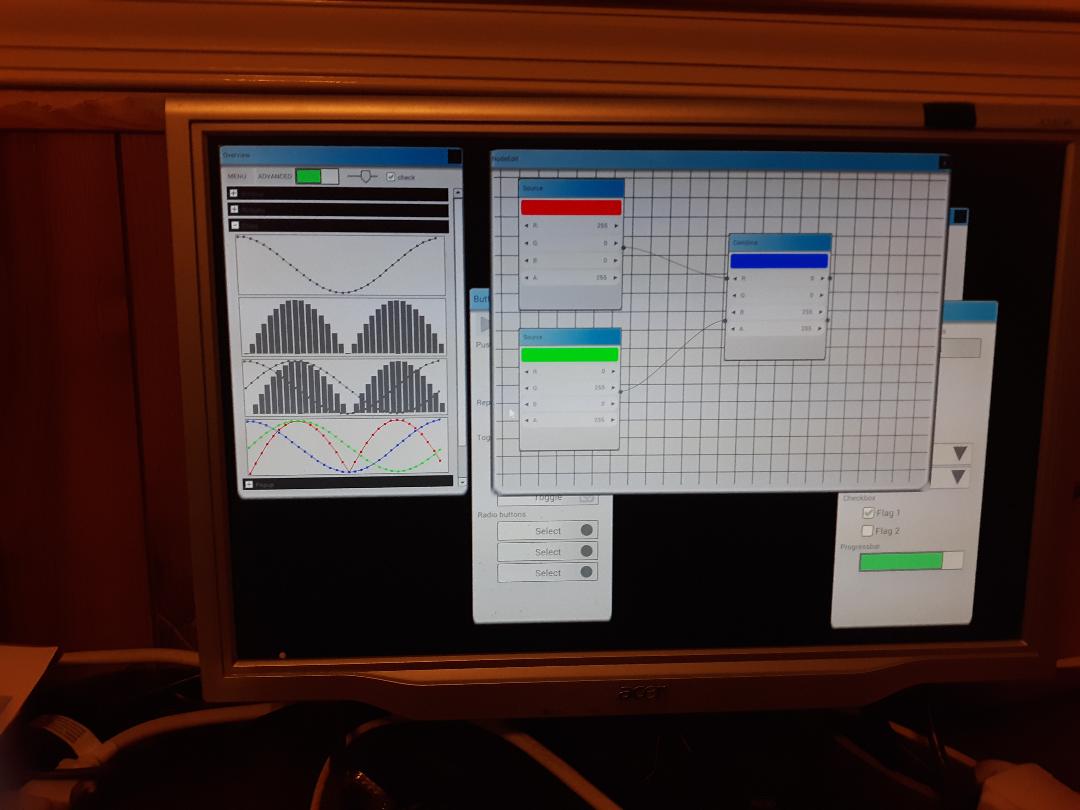 Overview
MENU ADVANCED check
Popup
NodeEdit
Source
R 255
G 0
B 0
A 255
Source
R 0
G 255
B 0
A 255
Combine
R 0
G 0
B 255
A 255
Toggle
Radio buttons
Select
Select
Select
Checkbox
Flag 1
Flag 2
Progressbar
acer